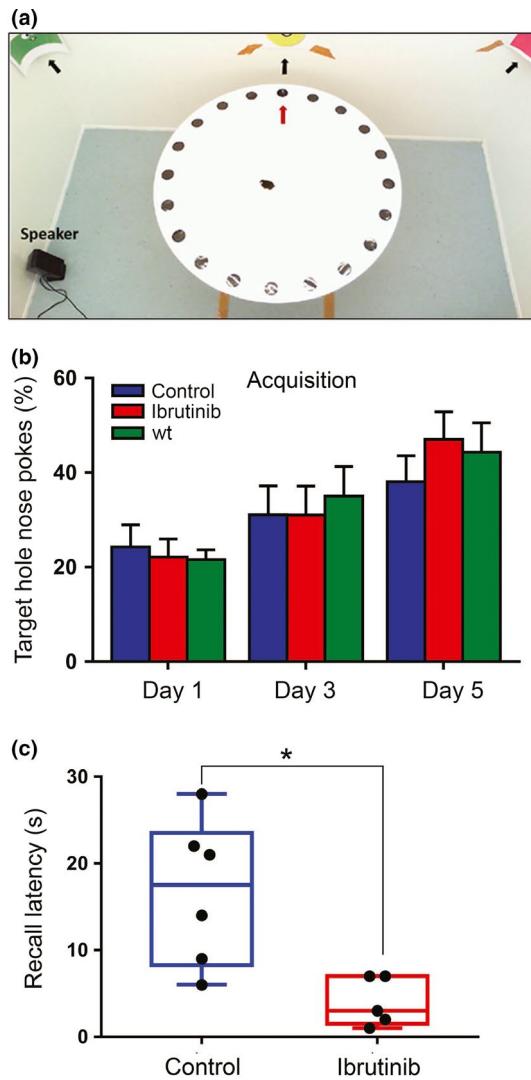 (a)
Speaker
(b)
Acquisition
Control
Ibrutinib
wt
Target hole nose pokes (%)
60
40
20
0
Day 1 Day 3 Day 5
(c)
*
Recall latency (s)
30
20
10
0
Control Ibrutinib